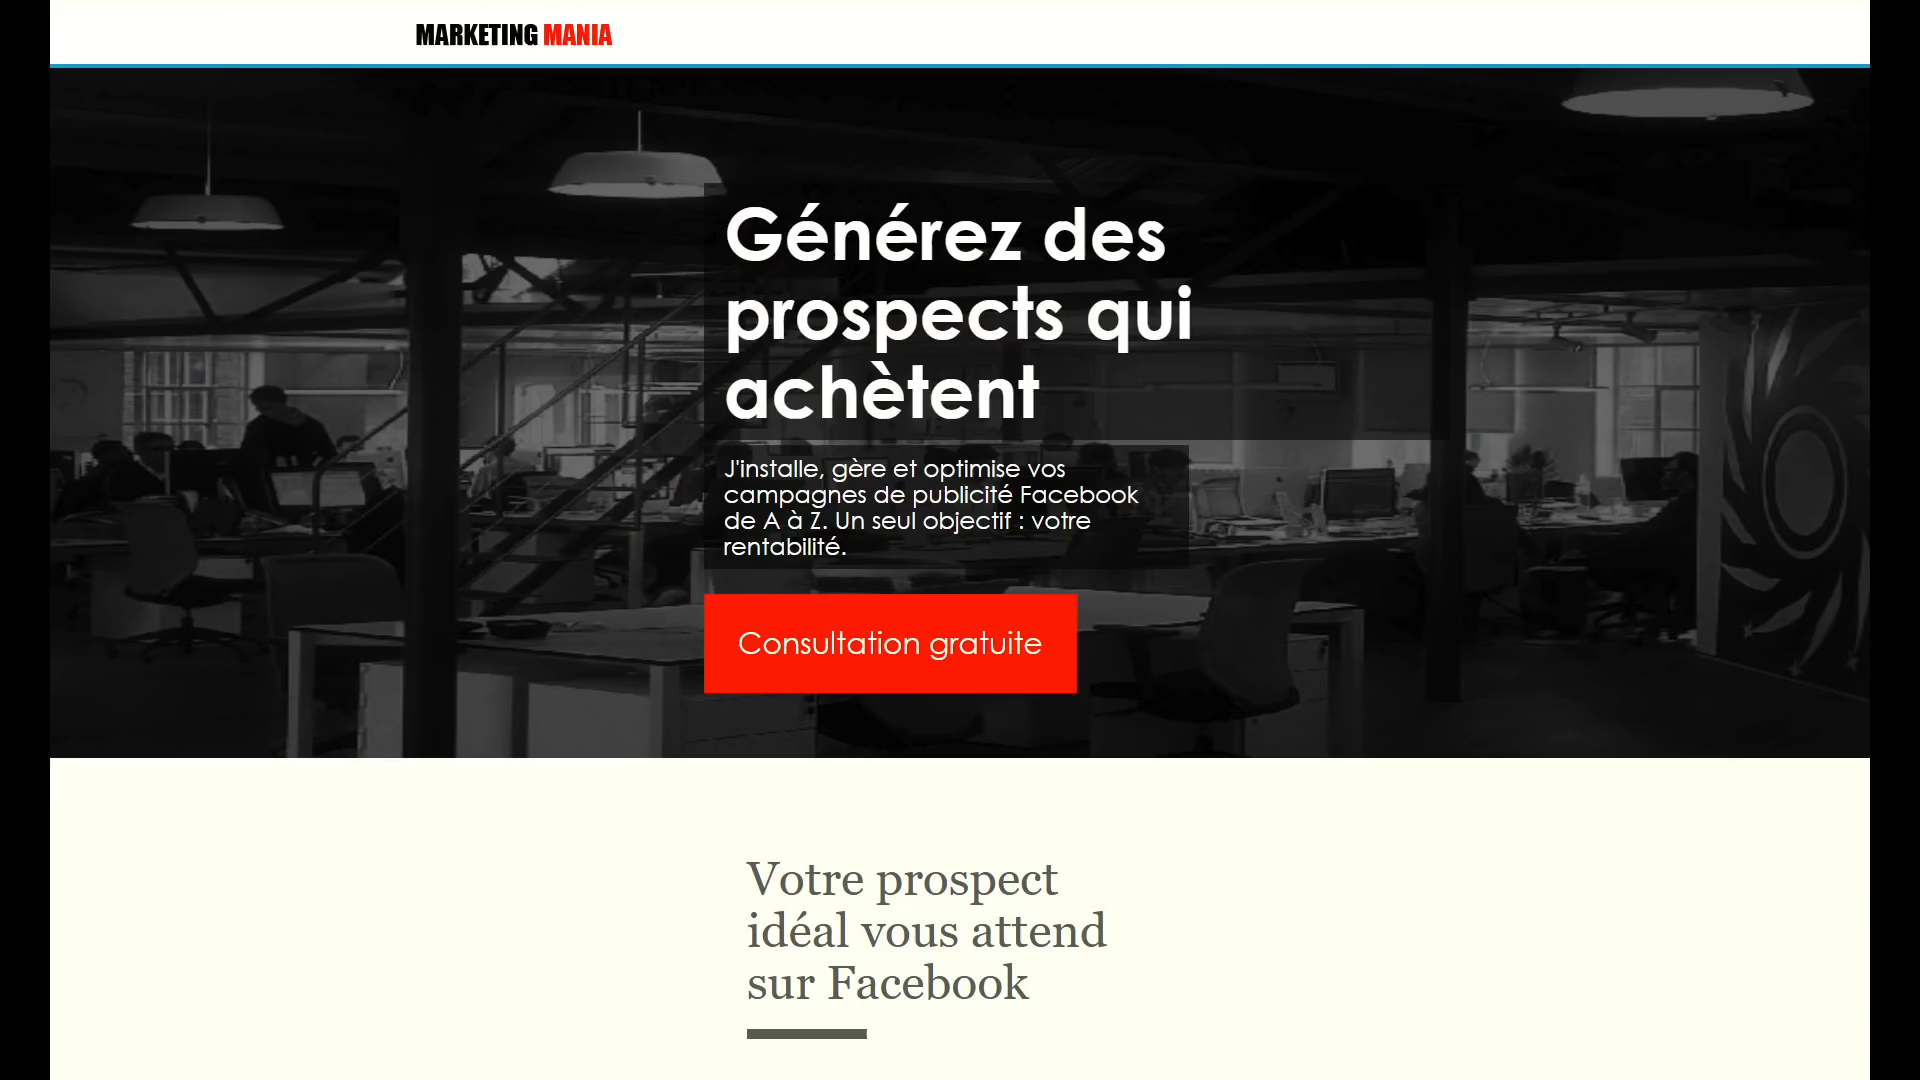 MARKETING MANIA
Générez des
prospects qui
achètent
J'installe, gère et optimise vos
campagnes de publicité Facebook
de A à Z. Un seul objectif : votre
rentabilité.
Consultation gratuite
Votre prospect
idéal vous attend
sur Facebook